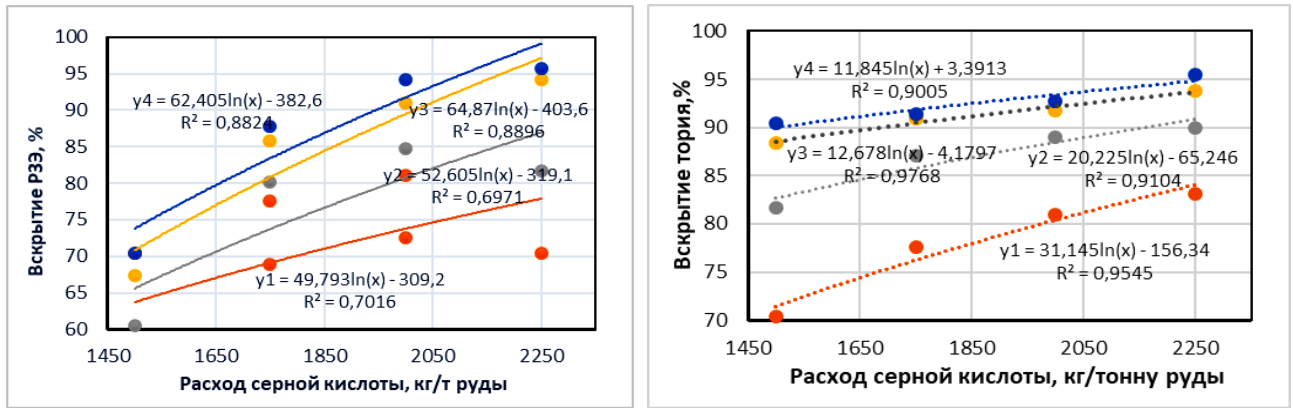 Вскрытие РЗЭ, %
100
95
90
85
80
75
70
65
60
y4 = 62,405ln(x) - 382,6
R² = 0,8824
y3 = 64,87ln(x) - 403,6
R² = 0,8896
y2 = 52,605ln(x) - 319,1
R² = 0,6971
y1 = 49,793ln(x) - 309,2
R² = 0,7016
1450 1650 1850 2050 2250
Расход серной кислоты, кг/т руды
Вскрытие тория,%
100
95
90
85
80
75
70
y4 = 11,845ln(x) + 3,3913
R² = 0,9005
y3 = 12,678ln(x) - 4,1797
R² = 0,9768
y2 = 20,225ln(x) - 65,246
R² = 0,9104
y1 = 31,145ln(x) - 156,34
R² = 0,9545
1450 1650 1850 2050 2250
Расход серной кислоты, кг/тонну руды